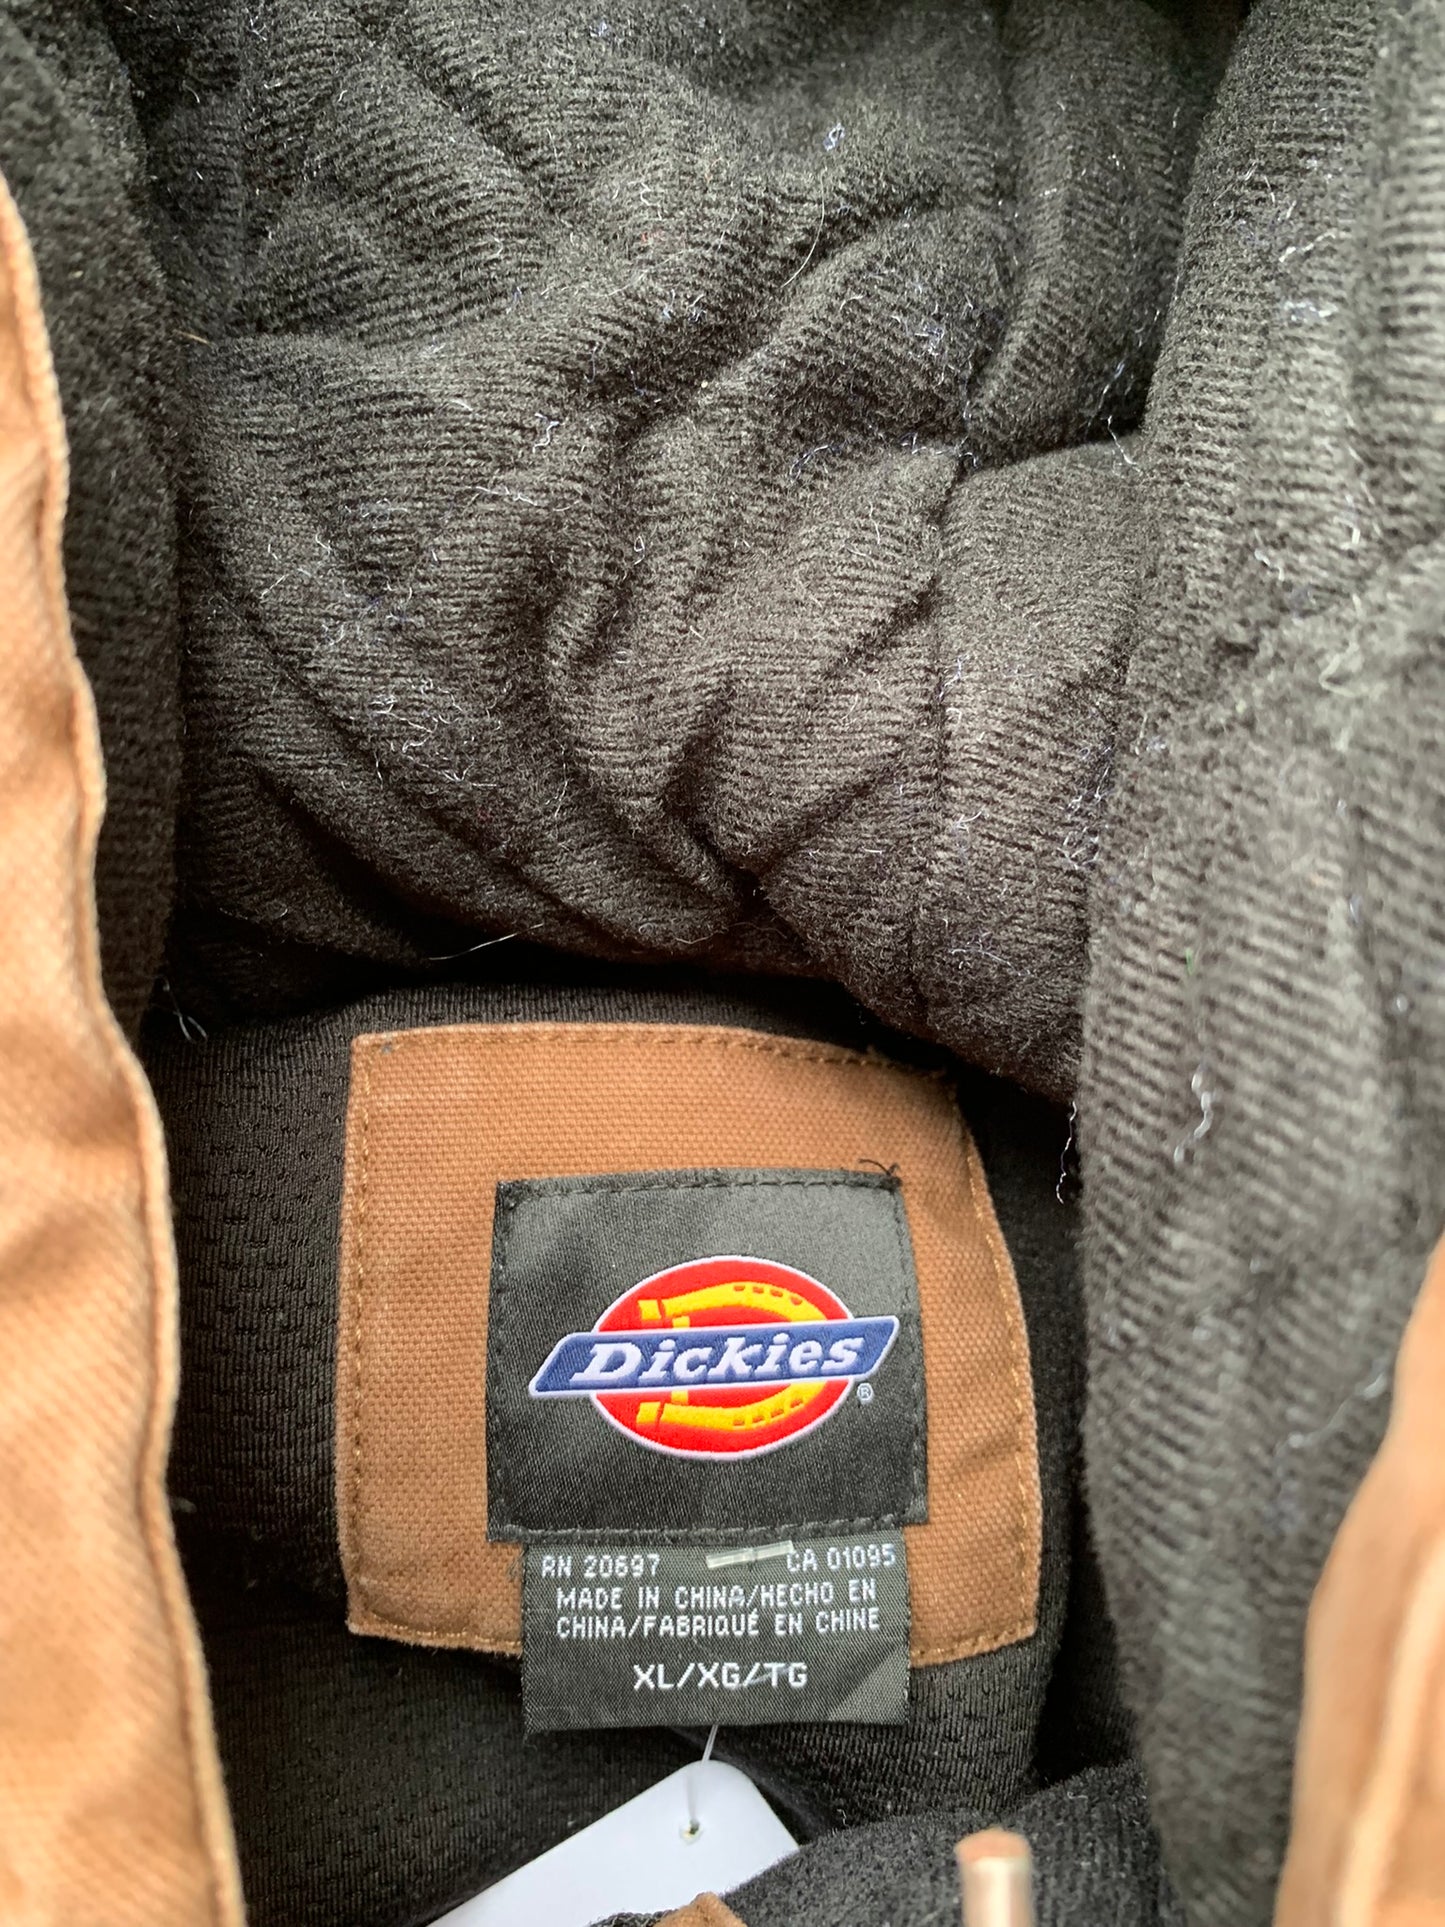 Dickies
®
RN 20697 CA 01095
MADE IN CHINA/HECHO EN
CHINA/FABRIQUÉ EN CHINE
XL/XG/TG